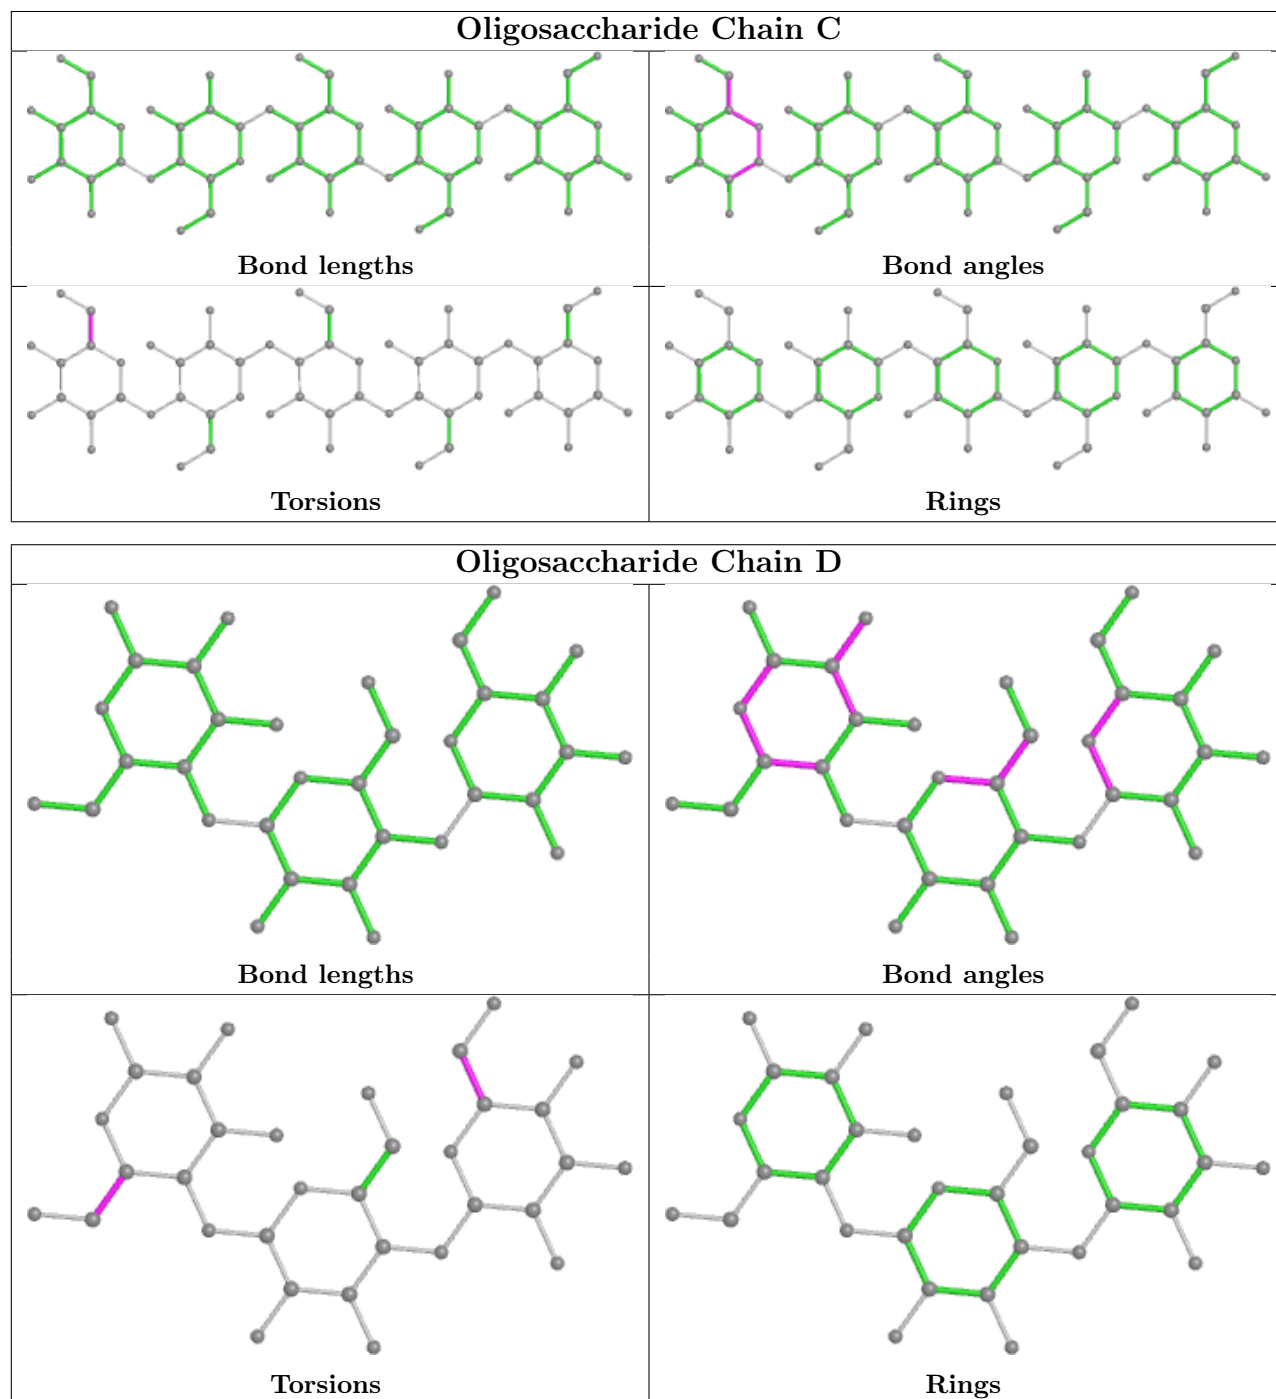 Oligosaccharide Chain C
Bond lengths
Bond angles
Torsions
Rings
Oligosaccharide Chain D
Bond lengths
Bond angles
Torsions
Rings